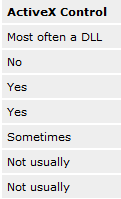 ActiveX Control
Most often a DLL
No
Yes
Yes
Sometimes
Not usually
Not usually